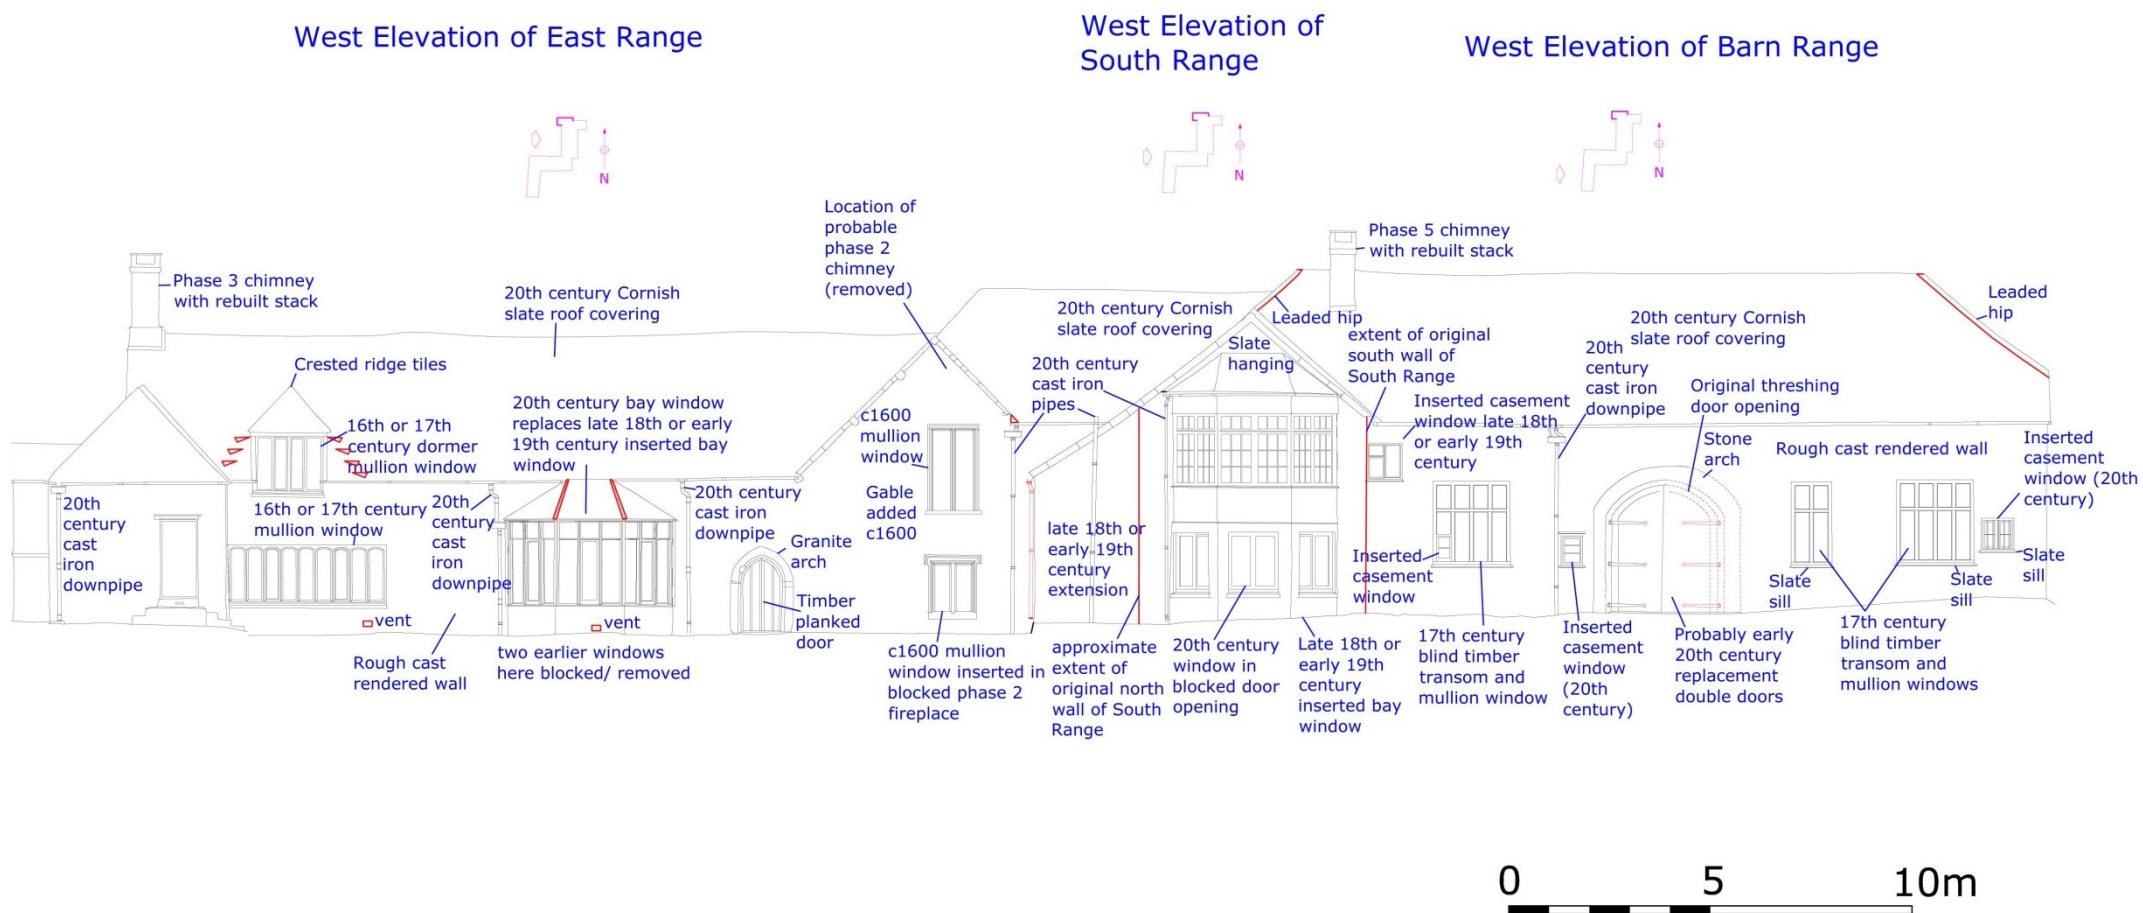 West Elevation of East Range
West Elevation of
South Range
West Elevation of Barn Range
N
N
N
Location of
probable
phase 2
chimney
(removed)
Phase 5 chimney
with rebuilt stack
Phase 3 chimney
with rebuilt stack
20th century Cornish
slate roof covering
20th century Cornish
slate roof covering
Leaded hip
Leaded
hip
20th century Cornish
slate roof covering
Slate
hanging
extent of original
south wall of
South Range
20th
century
cast iron
downpipe
Crested ridge tiles
20th century
cast iron
pipes
Original threshing
door opening
20th century bay window
replaces late 18th or early
19th century inserted bay
window
c1600
mullion
window
Inserted casement
window late 18th
or early 19th
century
16th or 17th
century dormer
mullion window
Stone
arch
Rough cast rendered wall
Inserted
casement
window (20th
century)
20th
century
cast
iron
downpipe
16th or 17th century
mullion window
20th
century
cast
iron
downpipe
20th century
cast iron
downpipe
Gable
added
c1600
late 18th or
early 19th
century
extension
Granite
arch
Inserted
casement
window
Slate
sill
Slate
sill
Slate
sill
Timber
planked
door
vent
vent
Rough cast
rendered wall
two earlier windows
here blocked/ removed
c1600 mullion
window inserted in
blocked phase 2
fireplace
approximate
extent of
original north
wall of South
Range
20th century
window in
blocked door
opening
Late 18th or
early 19th
century
inserted bay
window
17th century
blind timber
transom and
mullion window
Inserted
casement
window
(20th
century)
Probably early
20th century
replacement
double doors
17th century
blind timber
transom and
mullion windows
0 5 10m